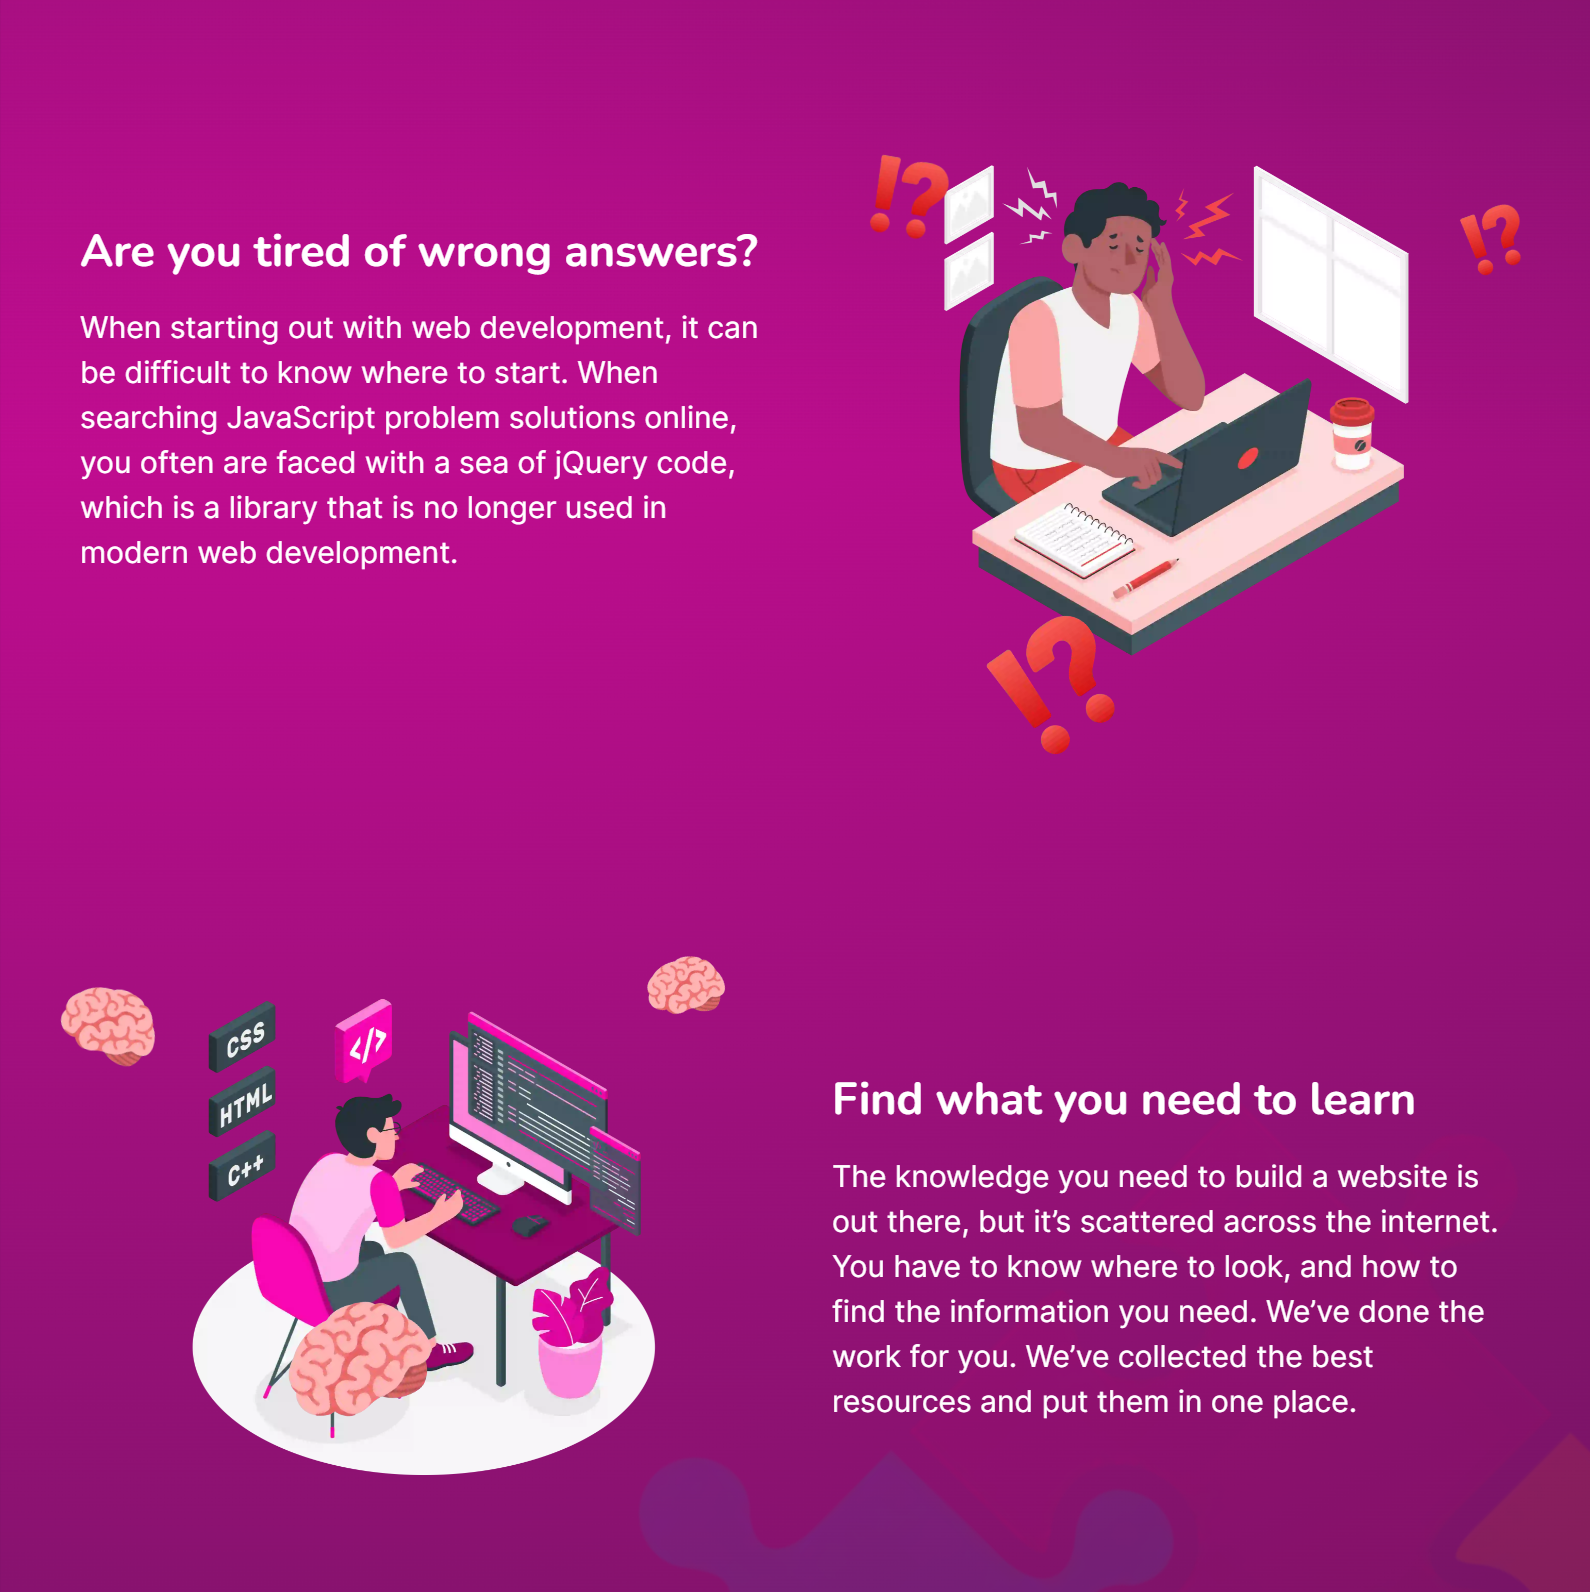 Are you tired of wrong answers?
When starting out with web development, it can
be difficult to know where to start. When
searching JavaScript problem solutions online,
you often are faced with a sea of jQuery code,
which is a library that is no longer used in
modern web development.
!?
!?
!?
CSS
</>
HTML
C++
Find what you need to learn
The knowledge you need to build a website is
out there, but it’s scattered across the internet.
You have to know where to look, and how to
find the information you need. We’ve done the
work for you. We’ve collected the best
resources and put them in one place.